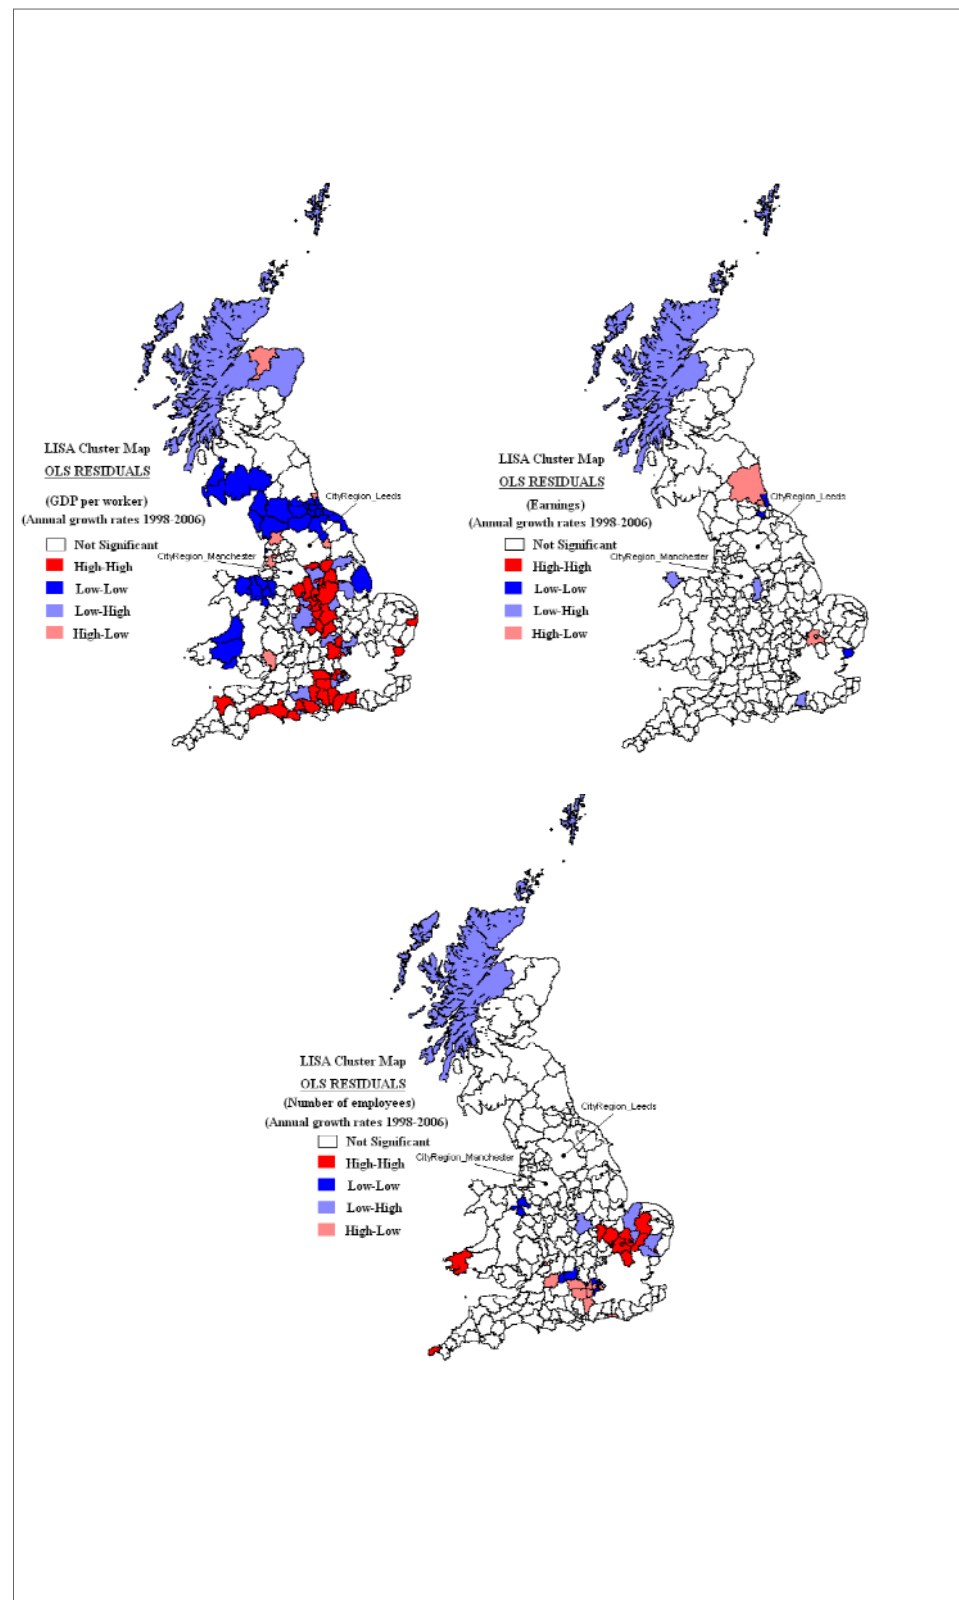 LISA Cluster Map
OLS RESIDUALS
(GDP per worker)
(Annual growth rates 1998-2006)
Not Significant
High-High
Low-Low
Low-High
High-Low
CityRegion_Leeds
CityRegion_Manchester
LISA Cluster Map
OLS RESIDUALS
(Earnings)
(Annual growth rates 1998-2006)
Not Significant
High-High
Low-Low
Low-High
High-Low
CityRegion_Leeds
CityRegion_Manchester
LISA Cluster Map
OLS RESIDUALS
(Number of employees)
(Annual growth rates 1998-2006)
Not Significant
High-High
Low-Low
Low-High
High-Low
CityRegion_Leeds
CityRegion_Manchester